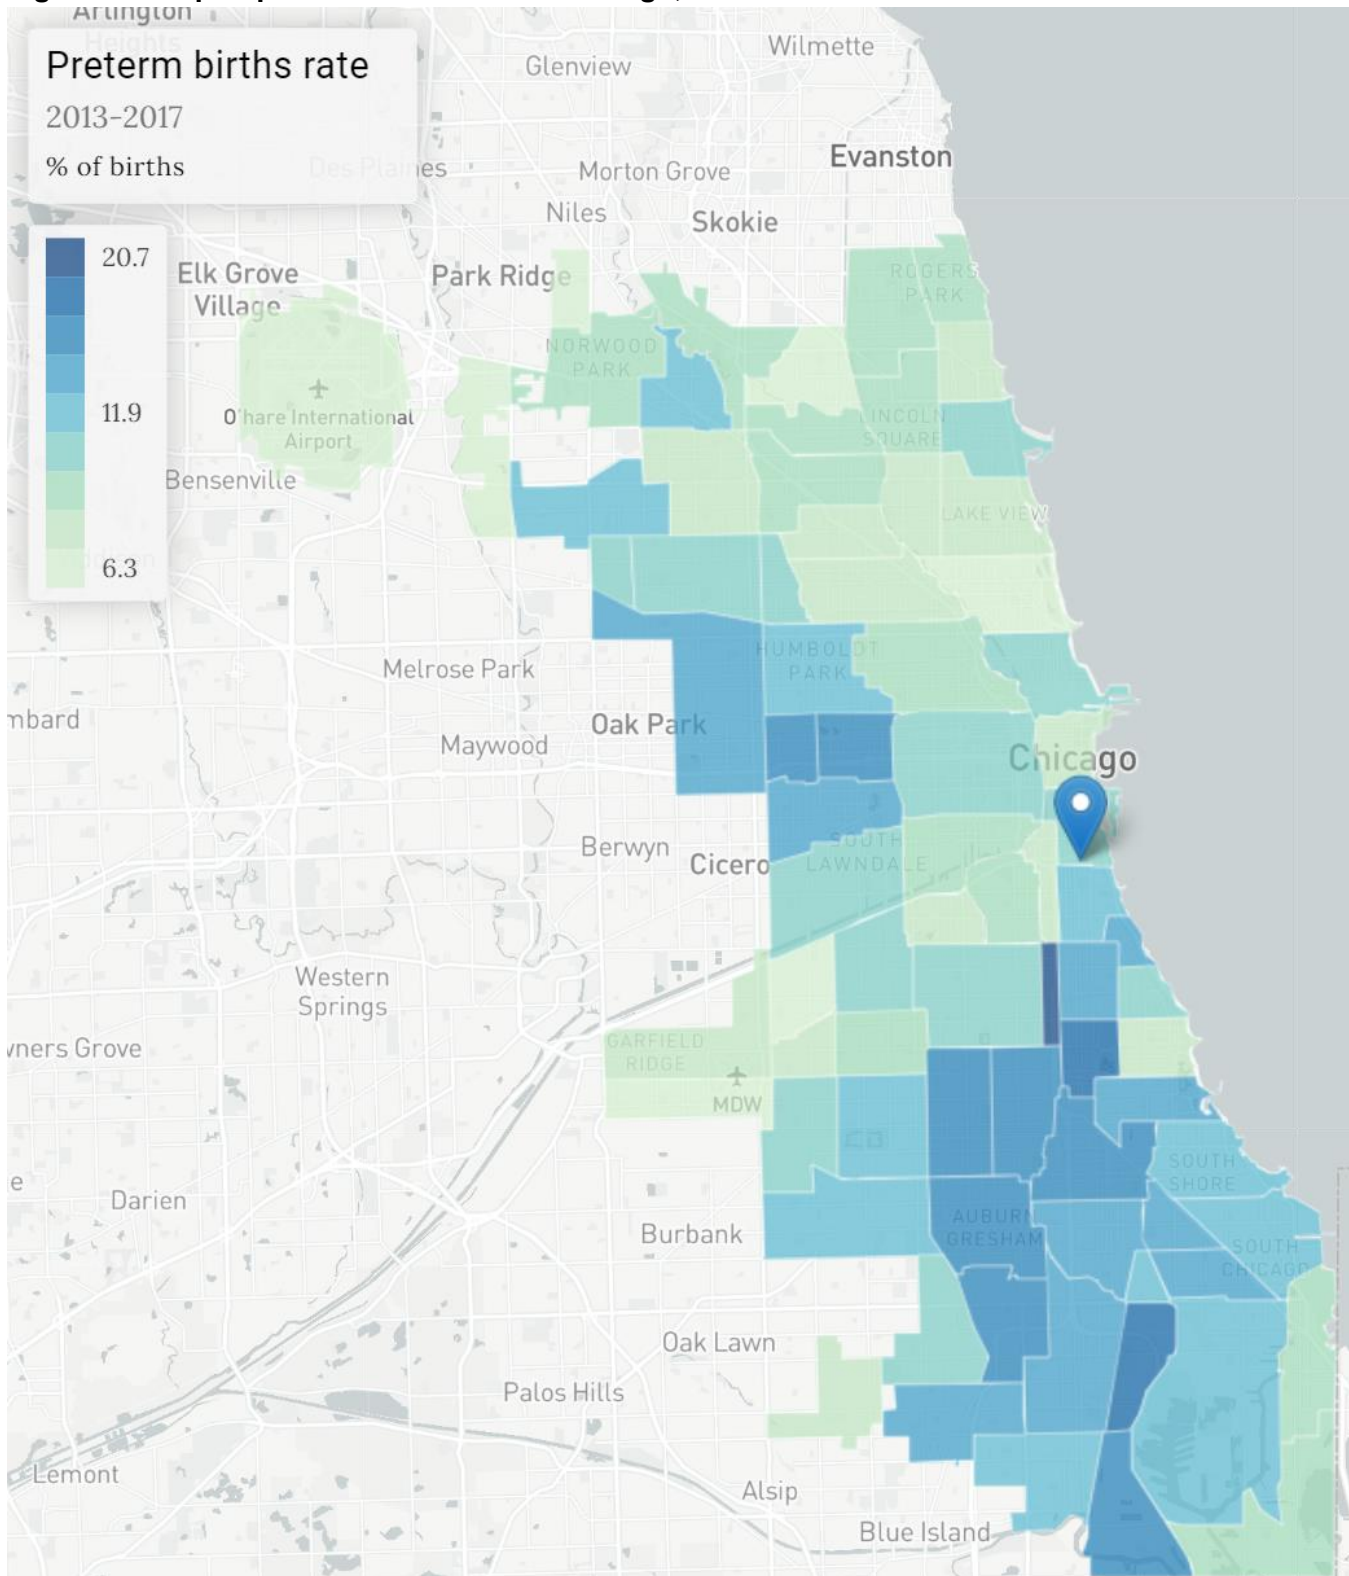 Arlington
Heights
Preterm births rate
2013–2017
% of births
20.7
11.9
6.3
Wilmette
Glenview
Des Plaines
Morton Grove
Evanston
Niles
Skokie
Elk Grove
Village
Park Ridge
ROGERS
PARK
NORWOOD
PARK
O'hare International
Airport
LINCOLN
SQUARE
Bensenville
LAKE VIEW
HUMBOLDT
PARK
Melrose Park
mbard
Oak Park
Maywood
Chicago
Berwyn
Cicero
SOUTH
LAWNDALE
Western
Springs
wners Grove
GARFIELD
RIDGE
MDW
SOUTH
SHORE
e
Darien
Burbank
AUBURN
GRESHAM
SOUTH
CHICAGO
Oak Lawn
Palos Hills
Lemont
Alsip
Blue Island